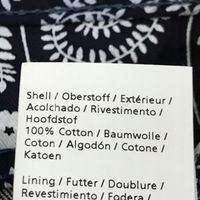 Shell / Oberstoff / Extérieur /
Acolchado / Rivestimento /
Hoofdstof
100% Cotton / Baumwolle /
Coton / Algodón / Cotone /
Katoen
Lining / Futter / Doublure /
Revestimiento / Fodera /